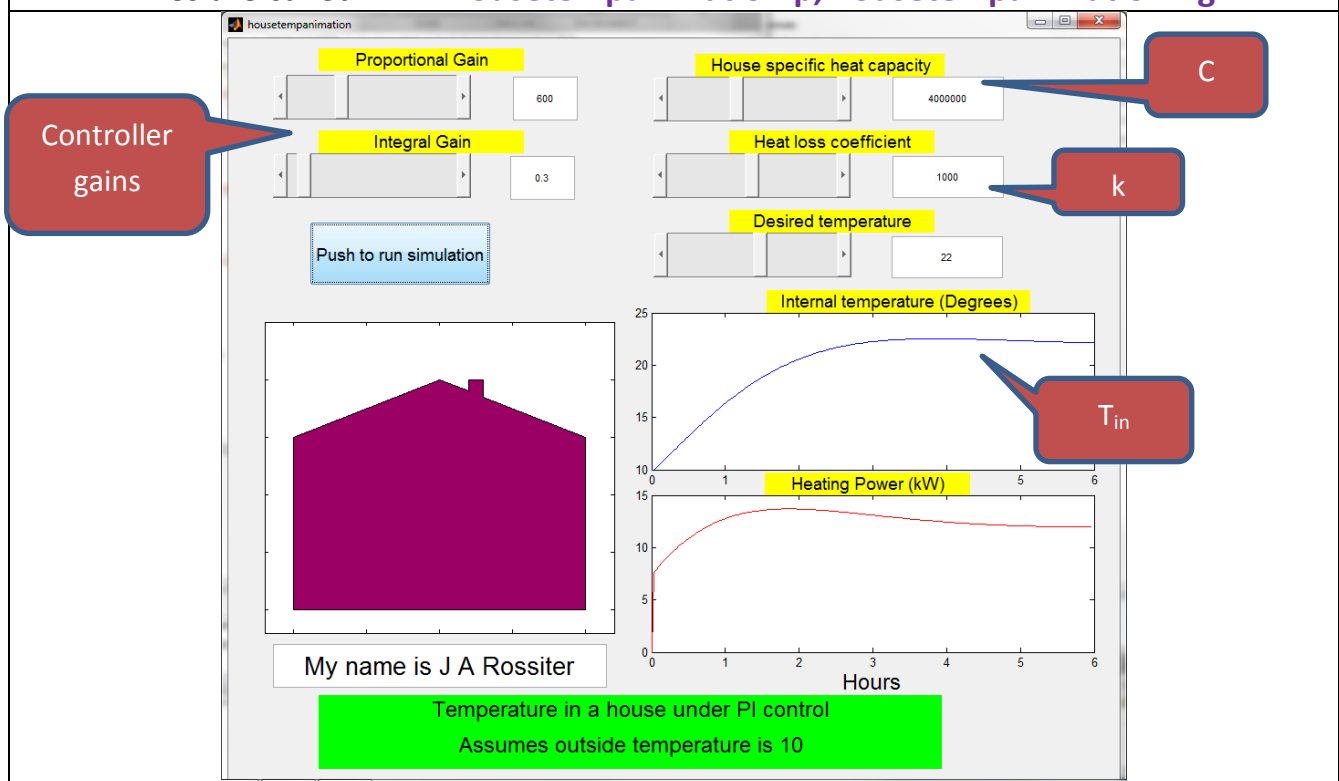 housetempanimation
Proportional Gain
600
Integral Gain
0.3
Controller
gains
House specific heat capacity
4000000
C
Heat loss coefficient
1000
k
Desired temperature
22
Push to run simulation
Internal temperature (Degrees)
25
20
15
10
0
1
5
6
Tin
Heating Power (kW)
15
10
5
0
0
1
2
3
4
5
6
Hours
My name is J A Rossiter
Temperature in a house under PI control
Assumes outside temperature is 10